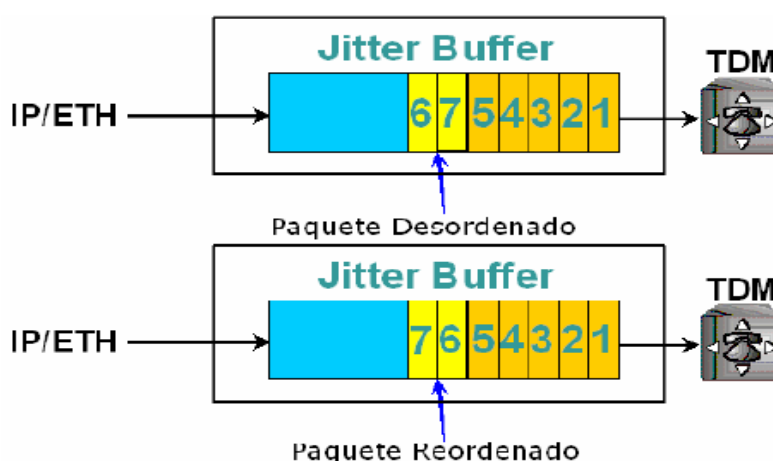 Jitter Buffer
TDM
IP/ETH
6 7 5 4 3 2 1
Paquete Desordenado
Jitter Buffer
TDM
IP/ETH
7 6 5 4 3 2 1
Paquete Reordenado